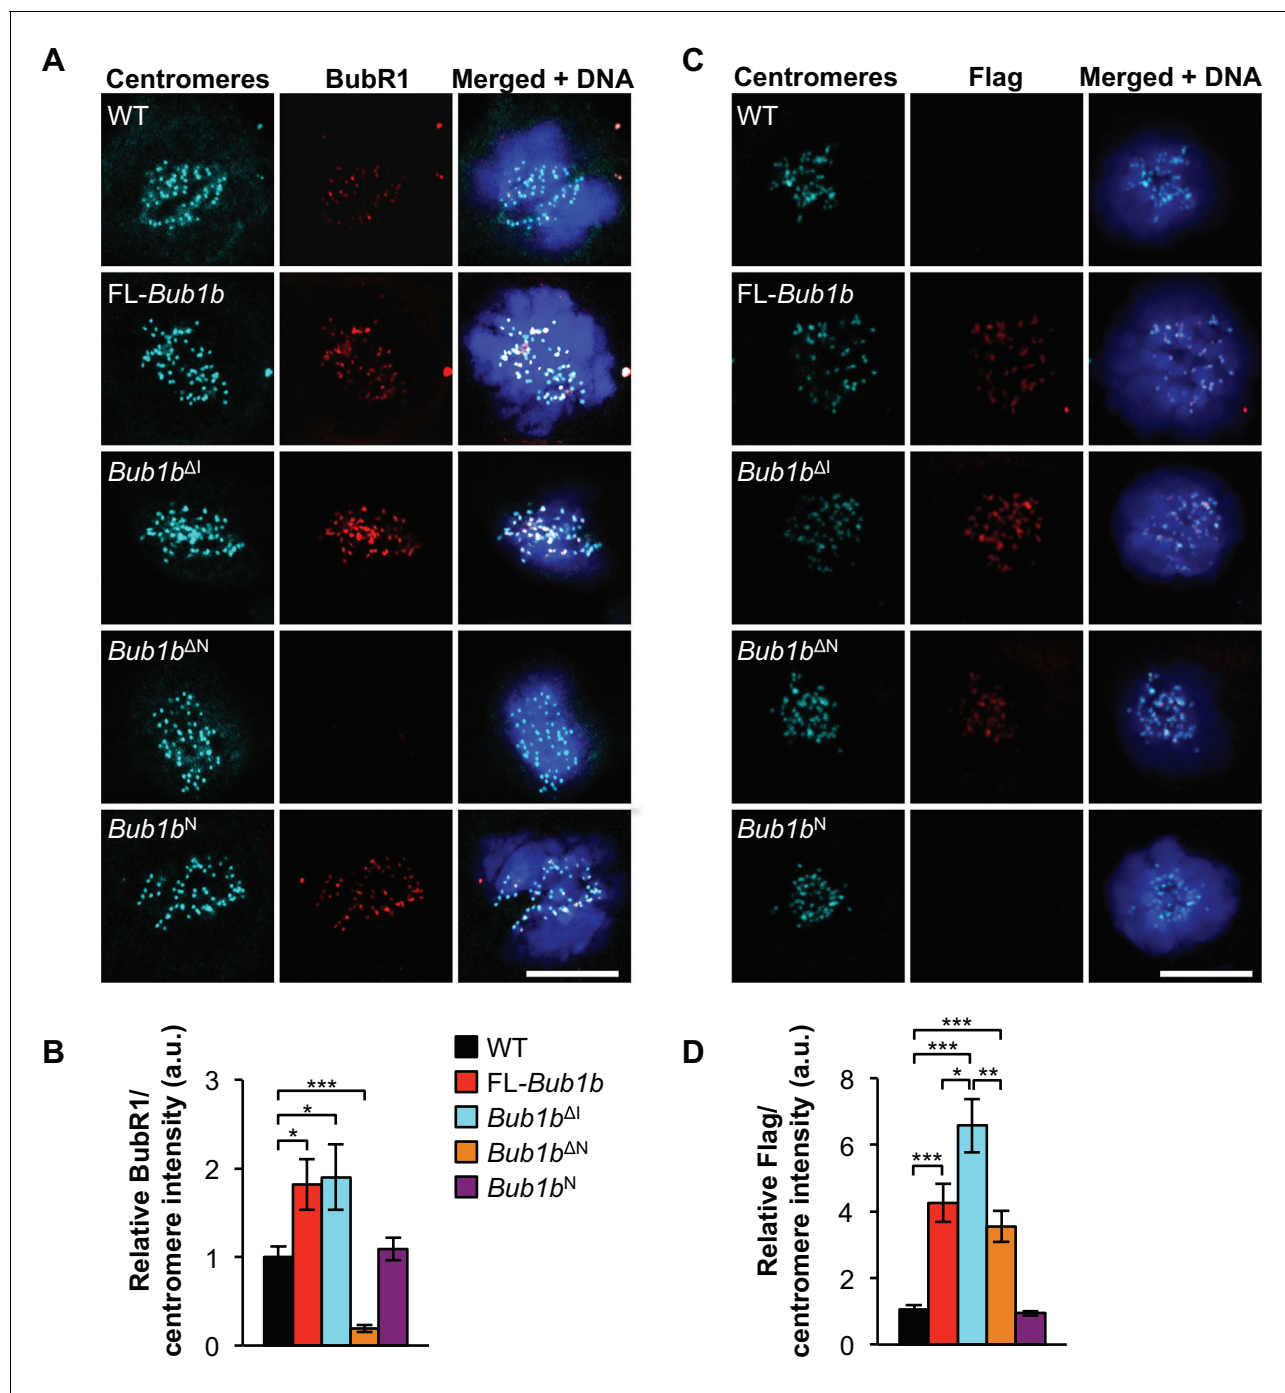 A
Centromeres BubR1 Merged + DNA
WT
FL-Bub1b
Bub1bΔI
Bub1bΔN
Bub1bN
C
Centromeres Flag Merged + DNA
WT
FL-Bub1b
Bub1bΔI
Bub1bΔN
Bub1bN
B
Relative BubR1/
centromere intensity (a.u.)
3
2
1
0
***
*
*
WT
FL-Bub1b
Bub1bΔI
Bub1bΔN
Bub1bN
D
Relative Flag/
centromere intensity (a.u.)
8
6
4
2
0
***
***
* **
***